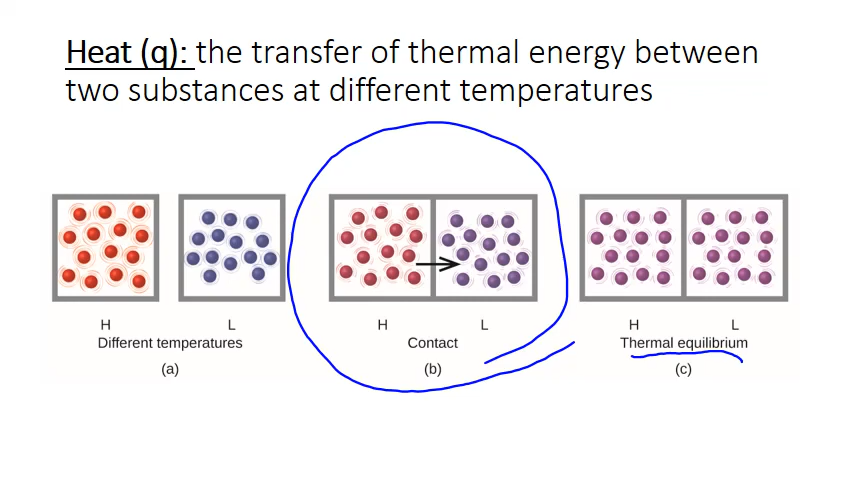 Heat (q): the transfer of thermal energy between
two substances at different temperatures
H L
Different temperatures
(a)
H L
Contact
(b)
H L
Thermal equilibrium
(c)